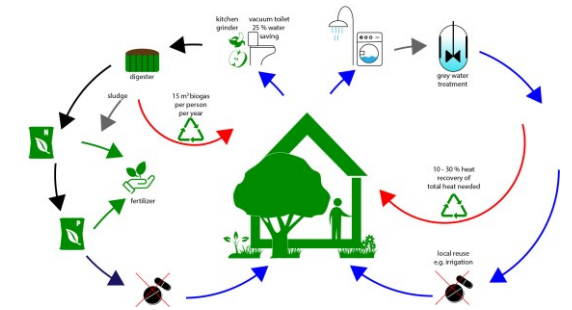 kitchen
grinder
vacuum toilet
25 % water
saving
digester
grey water
treatment
sludge
15 m³ biogas
per person
per year
N
fertilizer
P
10 - 30 % heat
recovery of
total heat needed
local reuse
e.g. irrigation